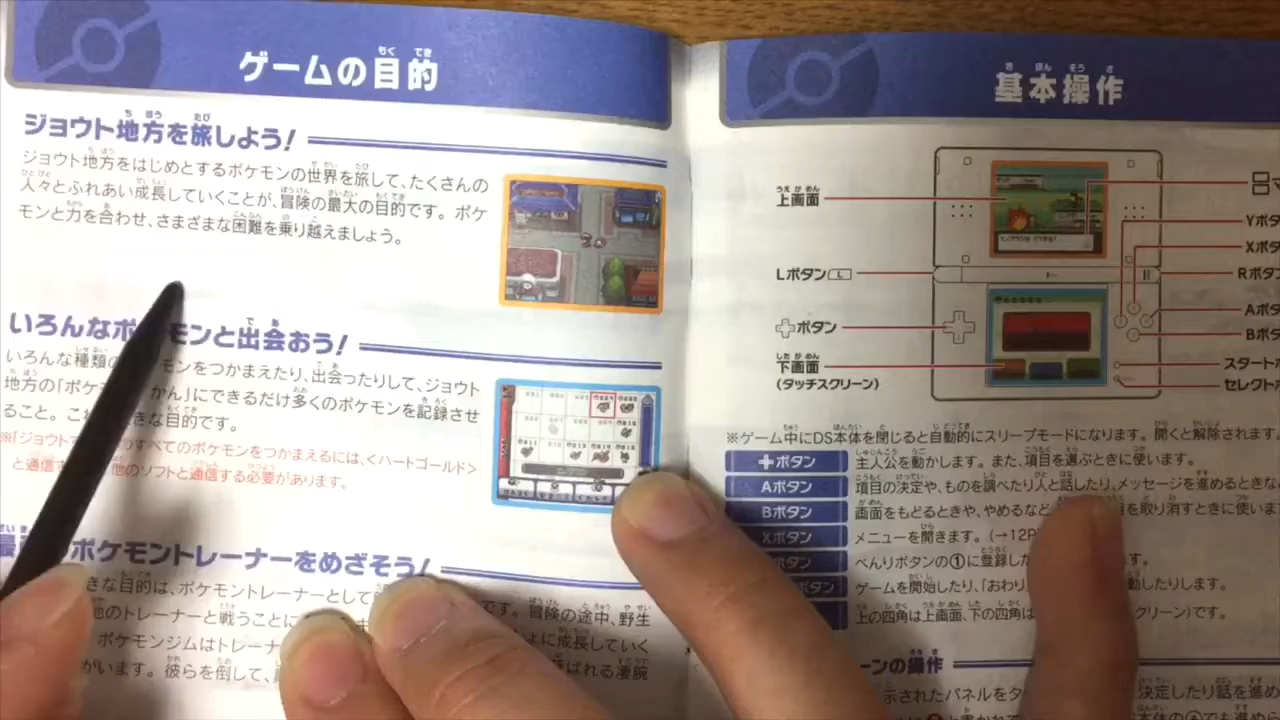 ゲームの目的
ジョウト地方を旅しよう!
ジョウト地方をはじめとするポケモンの世界を旅して、たくさんの
人々とふれあい成長していくことが、冒険の最大の目的です。ポケ
モンと力を合わせ、さまざまな困難を乗り越えましょう。
いろんなポ モンと出会おう!
いろんな種類の モンをつかまえたり、出会ったりして、ジョウト
地方の「ポケ かん」にできるだけ多くのポケモンを記録させ
ること。これ きな目的です。
※「ジョウト すべてのポケモンをつかまえるには、<ハートゴールド>
と通信す 他のソフトと通信する必要があります。
ポケモントレーナーをめざそう!
きな目的は、ポケモントレーナーとして です。冒険の途中、野生
他のトレーナーと戦うことに
ポケモンジムはトレーナ に成長していく
がいます。彼らを倒して、 ばれる凄腕
基本操作
上画面
Lボタン L
ボタン
下画面
(タッチスクリーン)
Yボタ
Xボタ
Rボタン
Aボタ
Bボタ
スタート
セレクト
※ゲーム中にDS本体を閉じると自動的にスリープモードになります。開くと解除されます
ボタン 主人公を動かします。また、項目を選ぶときに使います。
Aボタン 項目の決定や、ものを調べたり人と話したり、メッセージを進めるときな
Bボタン 画面をもどるときや、やめるなど を取り消すときに使いま
Xボタン メニューを開きます。(→12P
ボタン べんりボタンの①に登録した ます。
ボタン ゲームを開始したり、「おわり 動したりします。
上の四角は上画面、下の四角は クリーン)です。
ーンの操作
示されたパネルをタ 決定したり話を進め